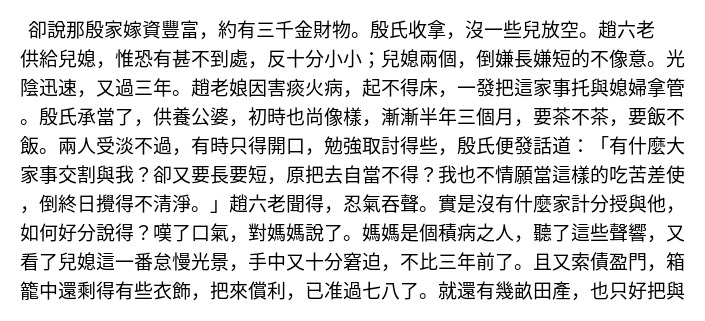 卻說那殷家嫁資豐富，約有三千金財物。殷氏收拿，沒一些兒放空。趙六老
供給兒媳，惟恐有甚不到處，反十分小小；兒媳兩個，倒嫌長嫌短的不像意。光
陰迅速，又過三年。趙老娘因害痰火病，起不得床，一發把這家事托與媳婦拿管
。殷氏承當了，供養公婆，初時也尚像樣，漸漸半年三個月，要茶不茶，要飯不
飯。兩人受淡不過，有時只得開口，勉強取討得些，殷氏便發話道：「有什麼大
家事交割與我？卻又要長要短，原把去自當不得？我也不情願當這樣的吃苦差使
，倒終日攪得不清淨。」趙六老聞得，忍氣吞聲。實是沒有什麼家計分授與他，
如何好分說得？嘆了口氣，對媽媽說了。媽媽是個積病之人，聽了這些聲響，又
看了兒媳這一番怠慢光景，手中又十分窘迫，不比三年前了。且又索債盈門，箱
籠中還剩得有些衣飾，把來償利，已准過七八了。就還有幾畝田產，也只好把與